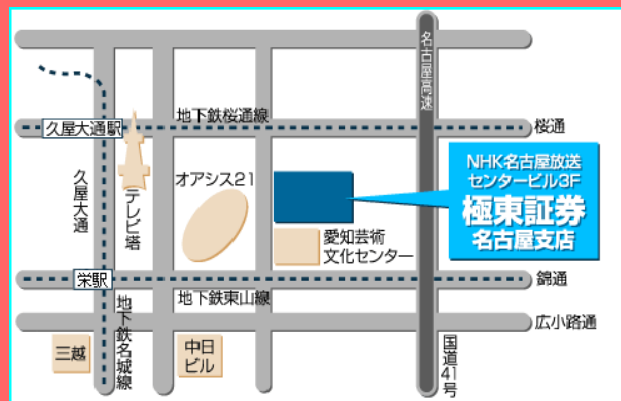 名古屋高速
地下鉄桜通線
久屋大通駅
桜通
NHK名古屋放送
センタービル3F
極東証券
名古屋支店
久屋大通
テレビ塔
オアシス21
愛知芸術
文化センター
栄駅
錦通
地下鉄東山線
地下鉄名城線
広小路通
三越
中日
ビル
国道41号